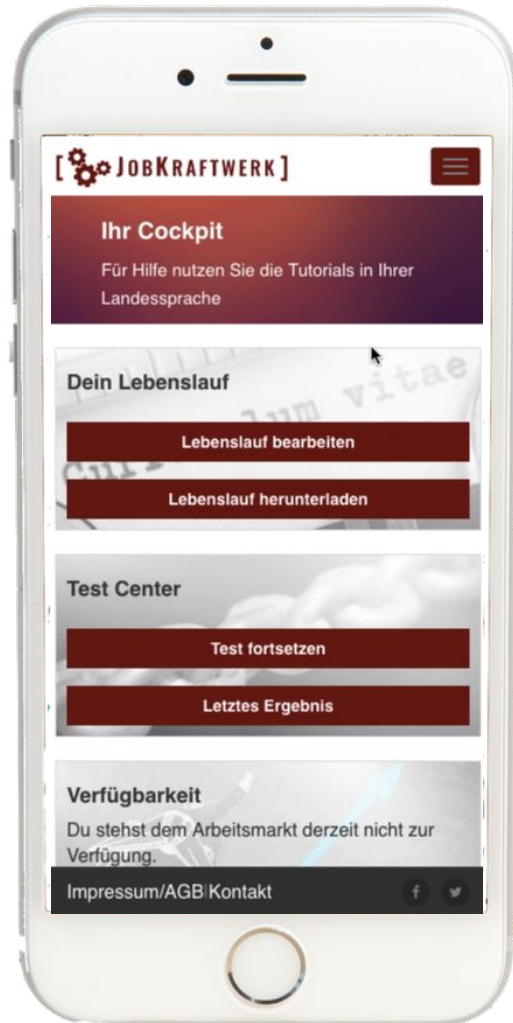 [ JOBKRAFTWERK ]
Ihr Cockpit
Für Hilfe nutzen Sie die Tutorials in Ihrer
Landessprache
Dein Lebenslauf
vitae
Lebenslauf bearbeiten
Lebenslauf herunterladen
Test Center
Test fortsetzen
Letztes Ergebnis
Verfügbarkeit
Du stehst dem Arbeitsmarkt derzeit nicht zur
Verfügung.
Impressum/AGB|Kontakt